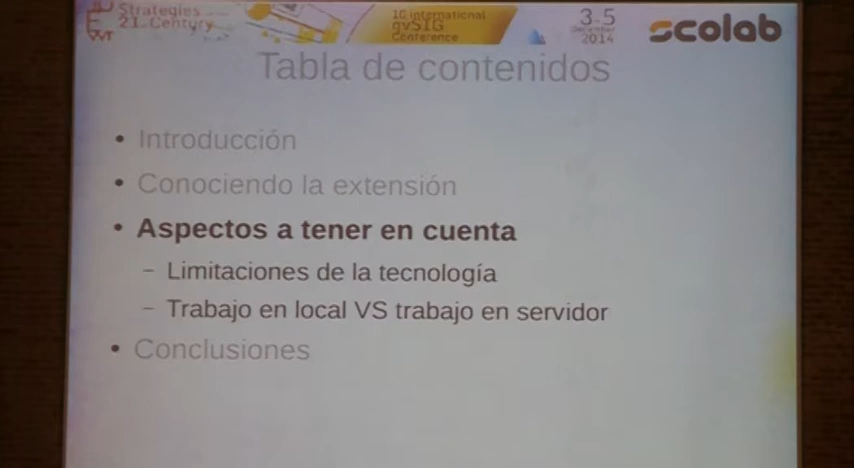 Strategies
21 Century
10 international
gvSIG
Conference
3-5
December
2014
scolab
Tabla de contenidos
• Introducción
• Conociendo la extensión
• Aspectos a tener en cuenta
– Limitaciones de la tecnología
– Trabajo en local VS trabajo en servidor
• Conclusiones